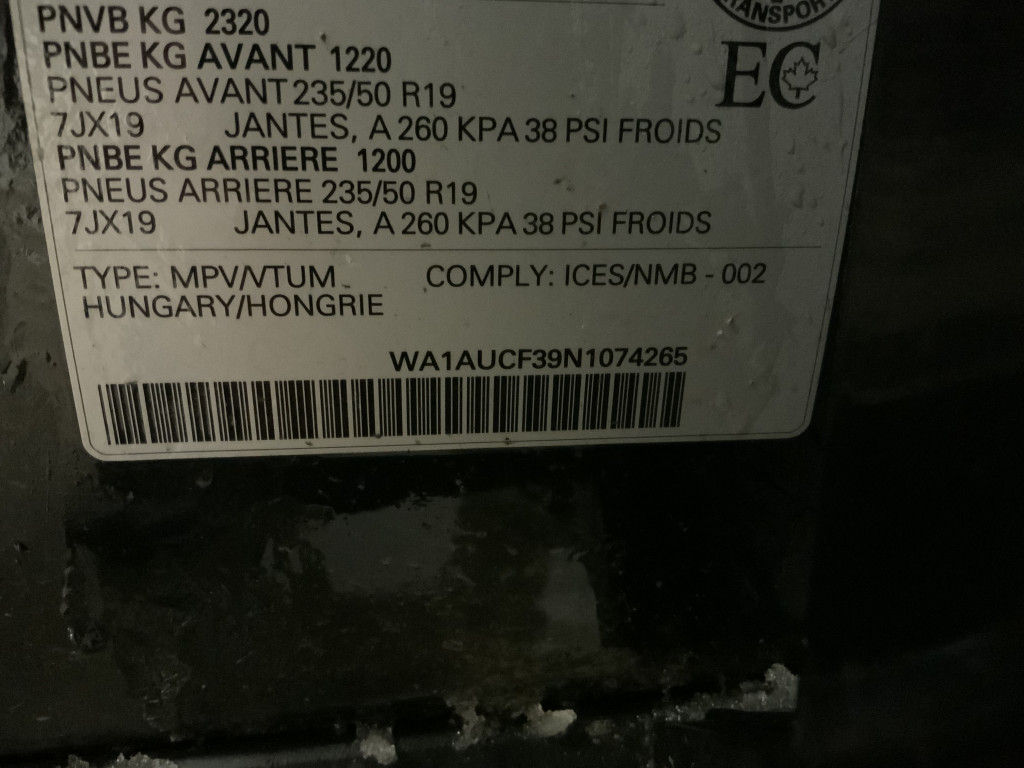 TRANSPORT
PNVB KG 2320
EC
PNBE KG AVANT 1220
PNEUS AVANT 235/50 R19
7JX19 JANTES, A 260 KPA 38 PSI FROIDS
PNBE KG ARRIERE 1200
PNEUS ARRIERE 235/50 R19
7JX19 JANTES, A 260 KPA 38 PSI FROIDS
TYPE: MPV/VTUM COMPLY: ICES/NMB - 002
HUNGARY/HONGRIE
WA1AUCF39N1074265